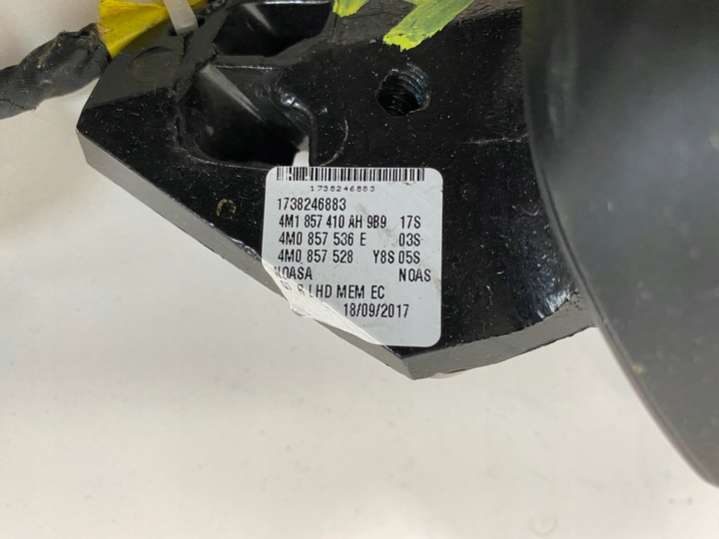 1738246883
1738246883
4M1 857 410 AH 9B9 17S
4M0 857 536 E 03S
4M0 857 528 Y8S 05S
NOASA NOAS
LHD MEM EC
18/09/2017